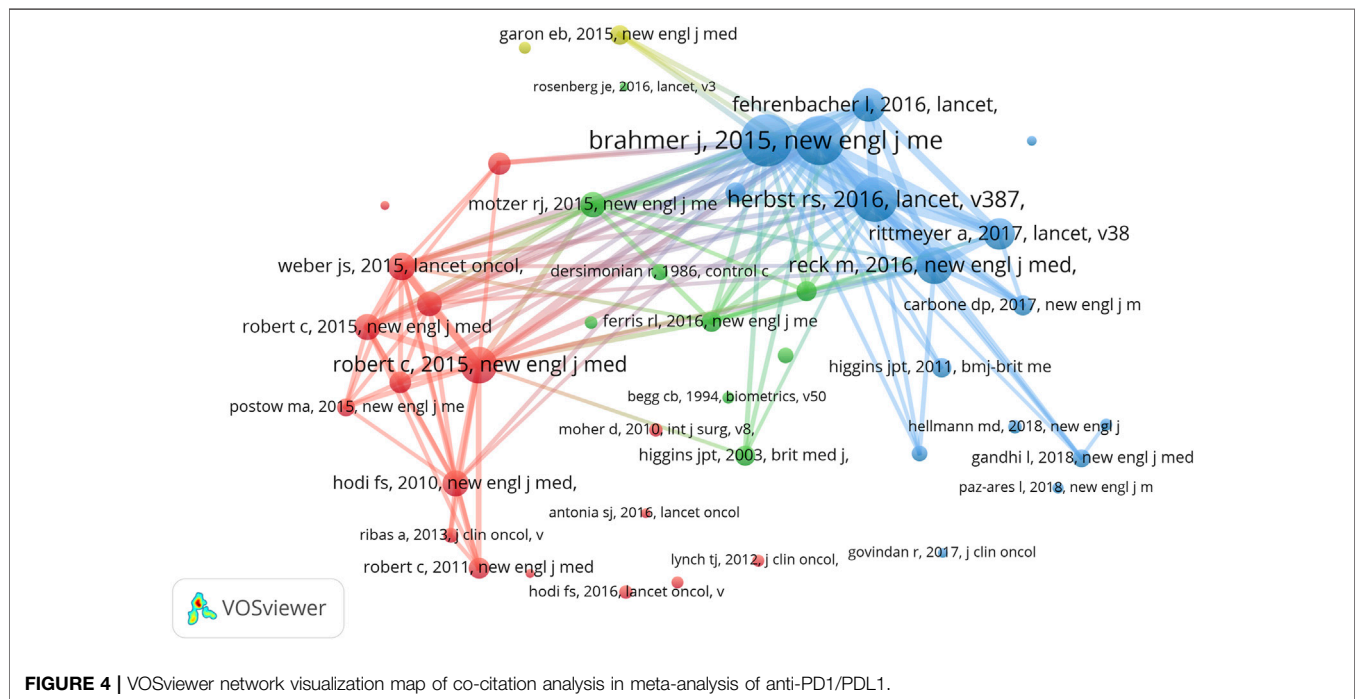 garon eb, 2015, new engl j med
rosenberg je, 2016, lancet, v3
fehrenbacher l, 2016, lancet,
brahmer j, 2015, new engl j me
motzer rj, 2015, new engl j me
herbst rs, 2016, lancet, v387,
rittmeyer a, 2017, lancet, v38
weber js, 2015, lancet oncol,
dersimonian r, 1986, control c
reck m, 2016, new engl j med,
carbone dp, 2017, new engl j m
robert c, 2015, new engl j med
ferris rl, 2016, new engl j me
robert c, 2015, new engl j med
higgins jpt, 2011, bmj-brit me
postow ma, 2015, new engl j me
begg cb, 1994, biometrics, v50
moher d, 2010, int j surg, v8,
hellmann md, 2018, new engl j
higgins jpt, 2003, brit med j,
gandhi l, 2018, new engl j med
hodi fs, 2010, new engl j med,
paz-ares l, 2018, new engl j m
antonia sj, 2016, lancet oncol
ribas a, 2013, j clin oncol, v
govindan r, 2017, j clin oncol
lynch tj, 2012, j clin oncol,
robert c, 2011, new engl j med
hodi fs, 2016, lancet oncol, v
VOSviewer
FIGURE 4 | VOSviewer network visualization map of co-citation analysis in meta-analysis of anti-PD1/PDL1.